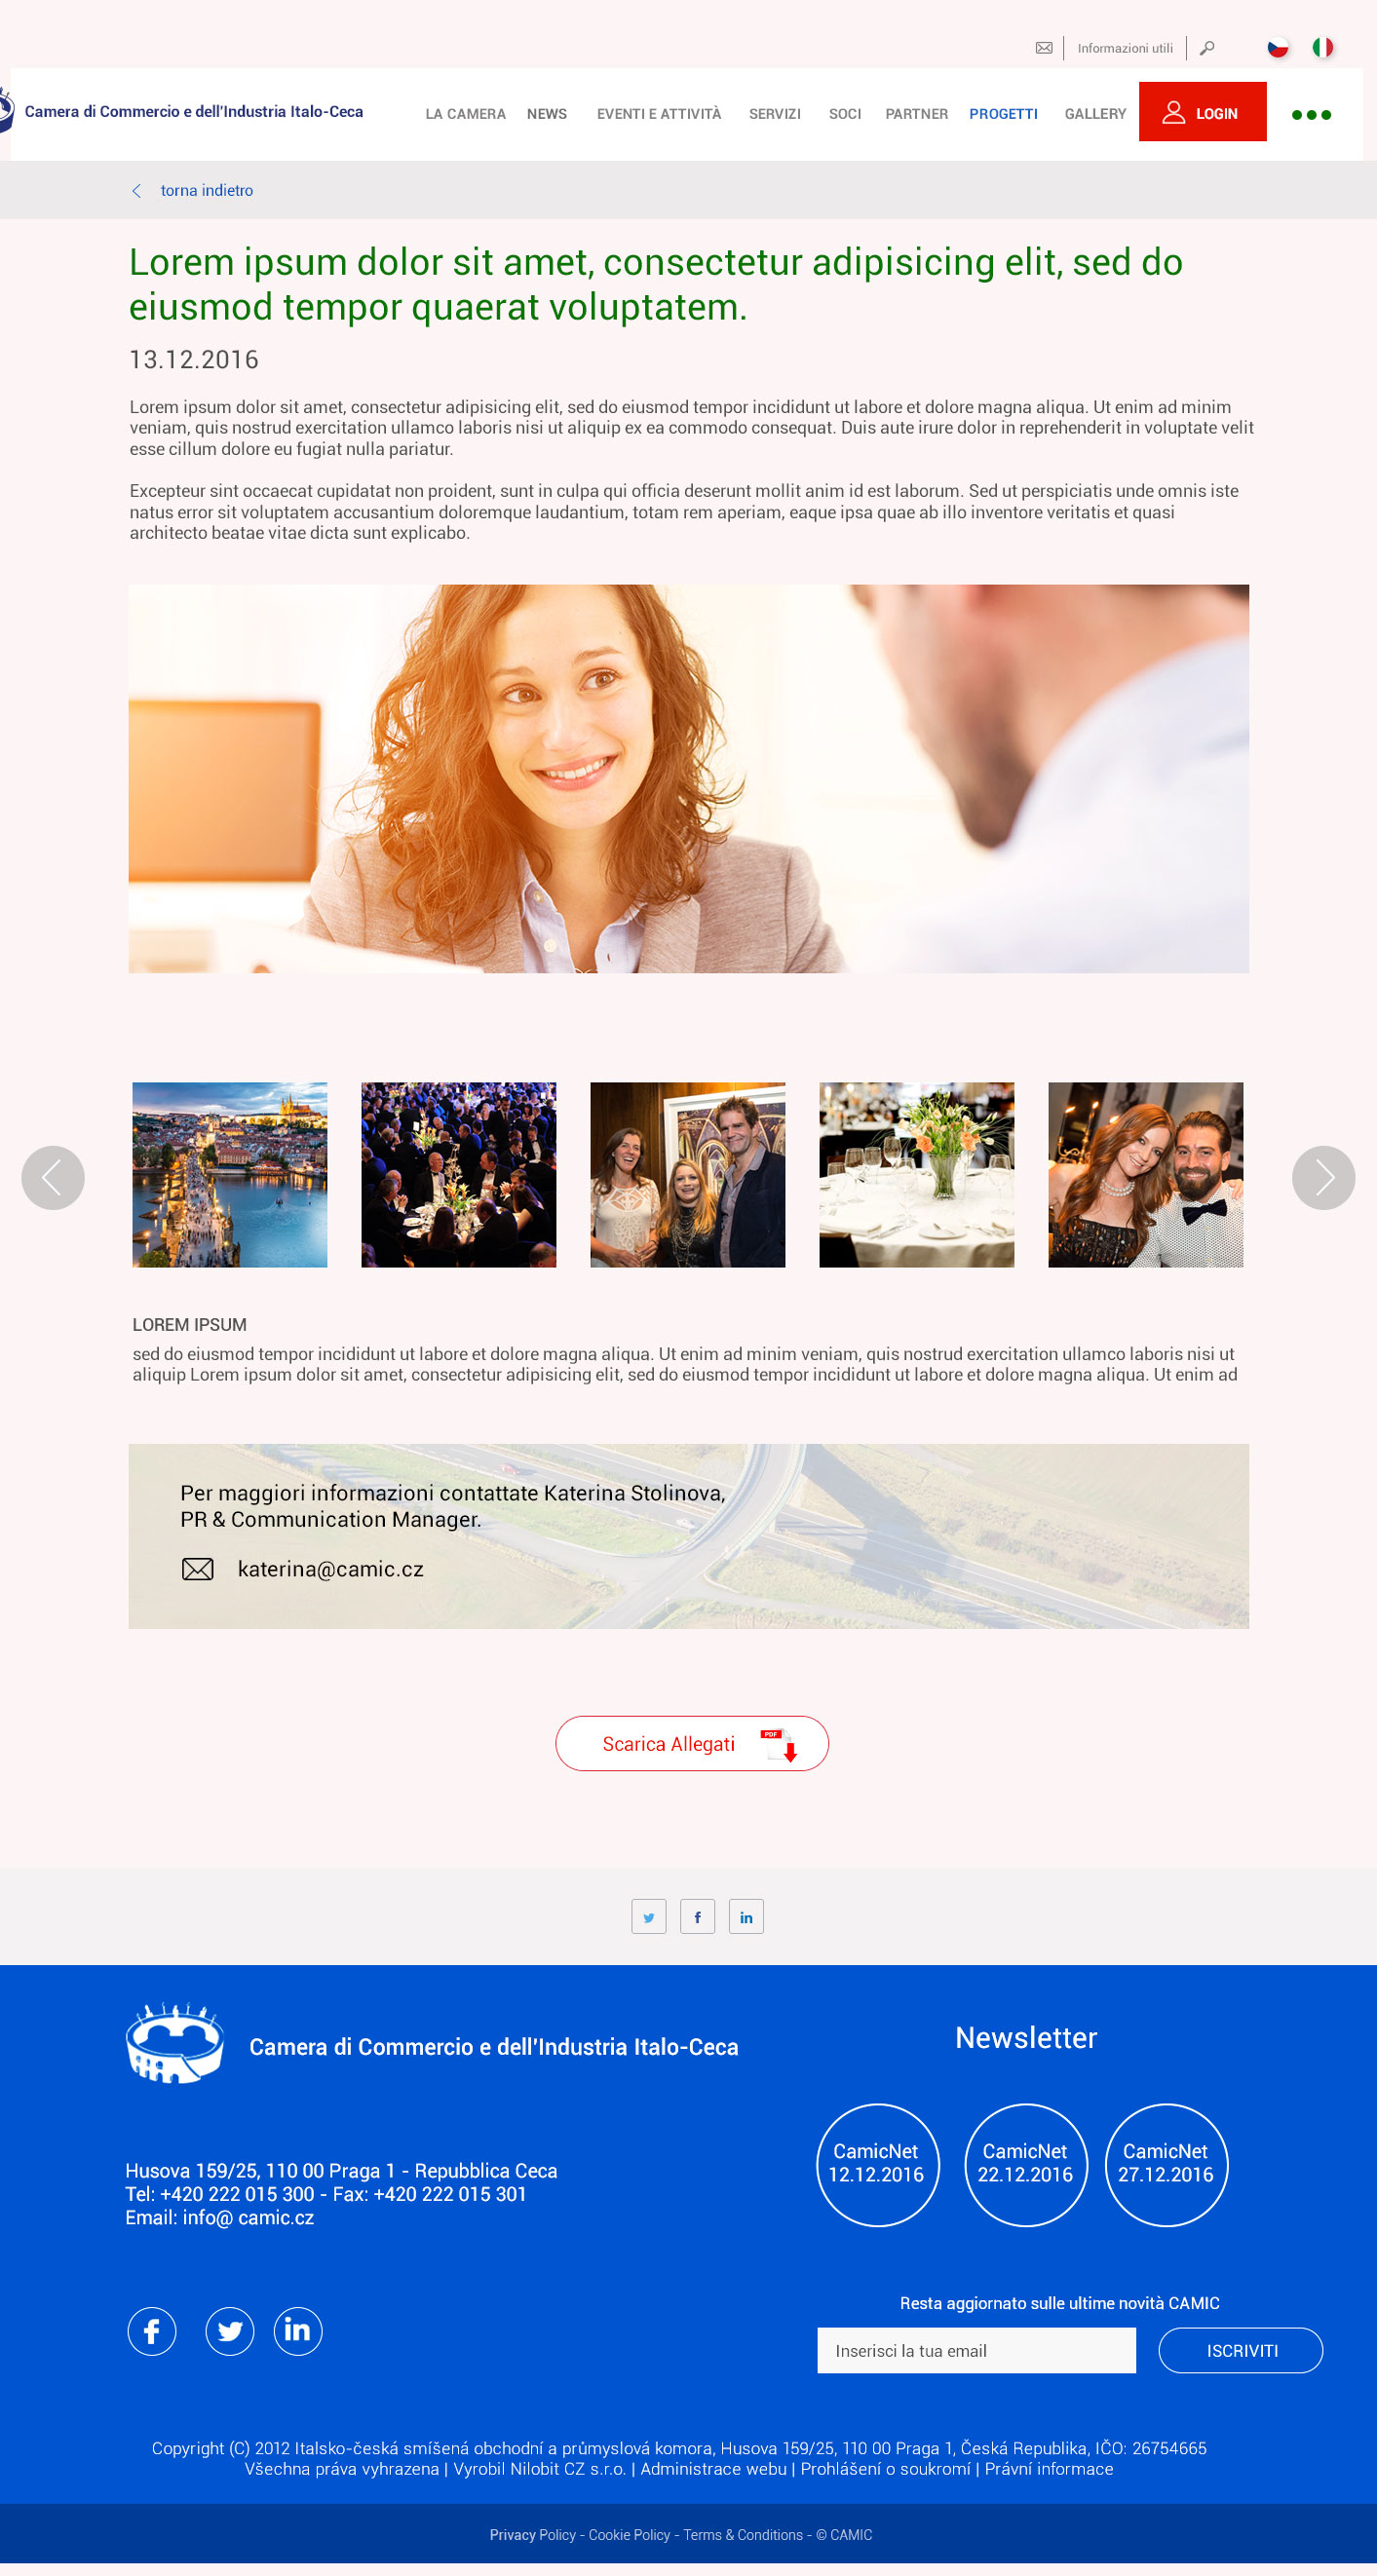 Informazioni utili
Camera di Commercio e dell'Industria Italo-Ceca
LA CAMERA NEWS EVENTI E ATTIVITÀ SERVIZI SOCI PARTNER PROGETTI GALLERY LOGIN
torna indietro
Lorem ipsum dolor sit amet, consectetur adipisicing elit, sed do
eiusmod tempor quaerat voluptatem.
13.12.2016
Lorem ipsum dolor sit amet, consectetur adipisicing elit, sed do eiusmod tempor incididunt ut labore et dolore magna aliqua. Ut enim ad minim
veniam, quis nostrud exercitation ullamco laboris nisi ut aliquip ex ea commodo consequat. Duis aute irure dolor in reprehenderit in voluptate velit
esse cillum dolore eu fugiat nulla pariatur.
Excepteur sint occaecat cupidatat non proident, sunt in culpa qui officia deserunt mollit anim id est laborum. Sed ut perspiciatis unde omnis iste
natus error sit voluptatem accusantium doloremque laudantium, totam rem aperiam, eaque ipsa quae ab illo inventore veritatis et quasi
architecto beatae vitae dicta sunt explicabo.
LOREM IPSUM
sed do eiusmod tempor incididunt ut labore et dolore magna aliqua. Ut enim ad minim veniam, quis nostrud exercitation ullamco laboris nisi ut
aliquip Lorem ipsum dolor sit amet, consectetur adipisicing elit, sed do eiusmod tempor incididunt ut labore et dolore magna aliqua. Ut enim ad
Per maggiori informazioni contattate Katerina Stolinova,
PR & Communication Manager.
katerina@camic.cz
Scarica Allegati PDF
Camera di Commercio e dell'Industria Italo-Ceca
Newsletter
CamicNet
12.12.2016
CamicNet
22.12.2016
CamicNet
27.12.2016
Husova 159/25, 110 00 Praga 1 - Repubblica Ceca
Tel: +420 222 015 300 - Fax: +420 222 015 301
Email: info@ camic.cz
Resta aggiornato sulle ultime novità CAMIC
Inserisci la tua email
ISCRIVITI
Copyright (C) 2012 Italsko-česká smíšená obchodní a průmyslová komora, Husova 159/25, 110 00 Praga 1, Česká Republika, IČO: 26754665
Všechna práva vyhrazena | Vyrobil Nilobit CZ s.r.o. | Administrace webu | Prohlášení o soukromí | Právní informace
Privacy Policy - Cookie Policy - Terms & Conditions - © CAMIC